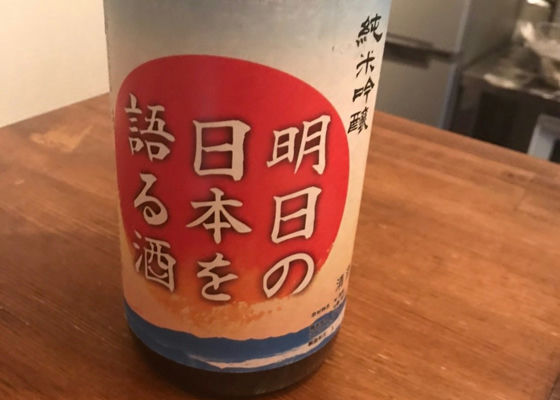 純米吟醸
明日の
日本を
語る酒